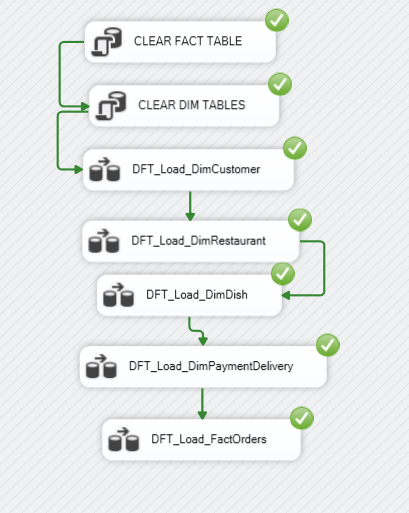 CLEAR FACT TABLE
CLEAR DIM TABLES
DFT_Load_DimCustomer
DFT_Load_DimRestaurant
DFT_Load_DimDish
DFT_Load_DimPaymentDelivery
DFT_Load_FactOrders